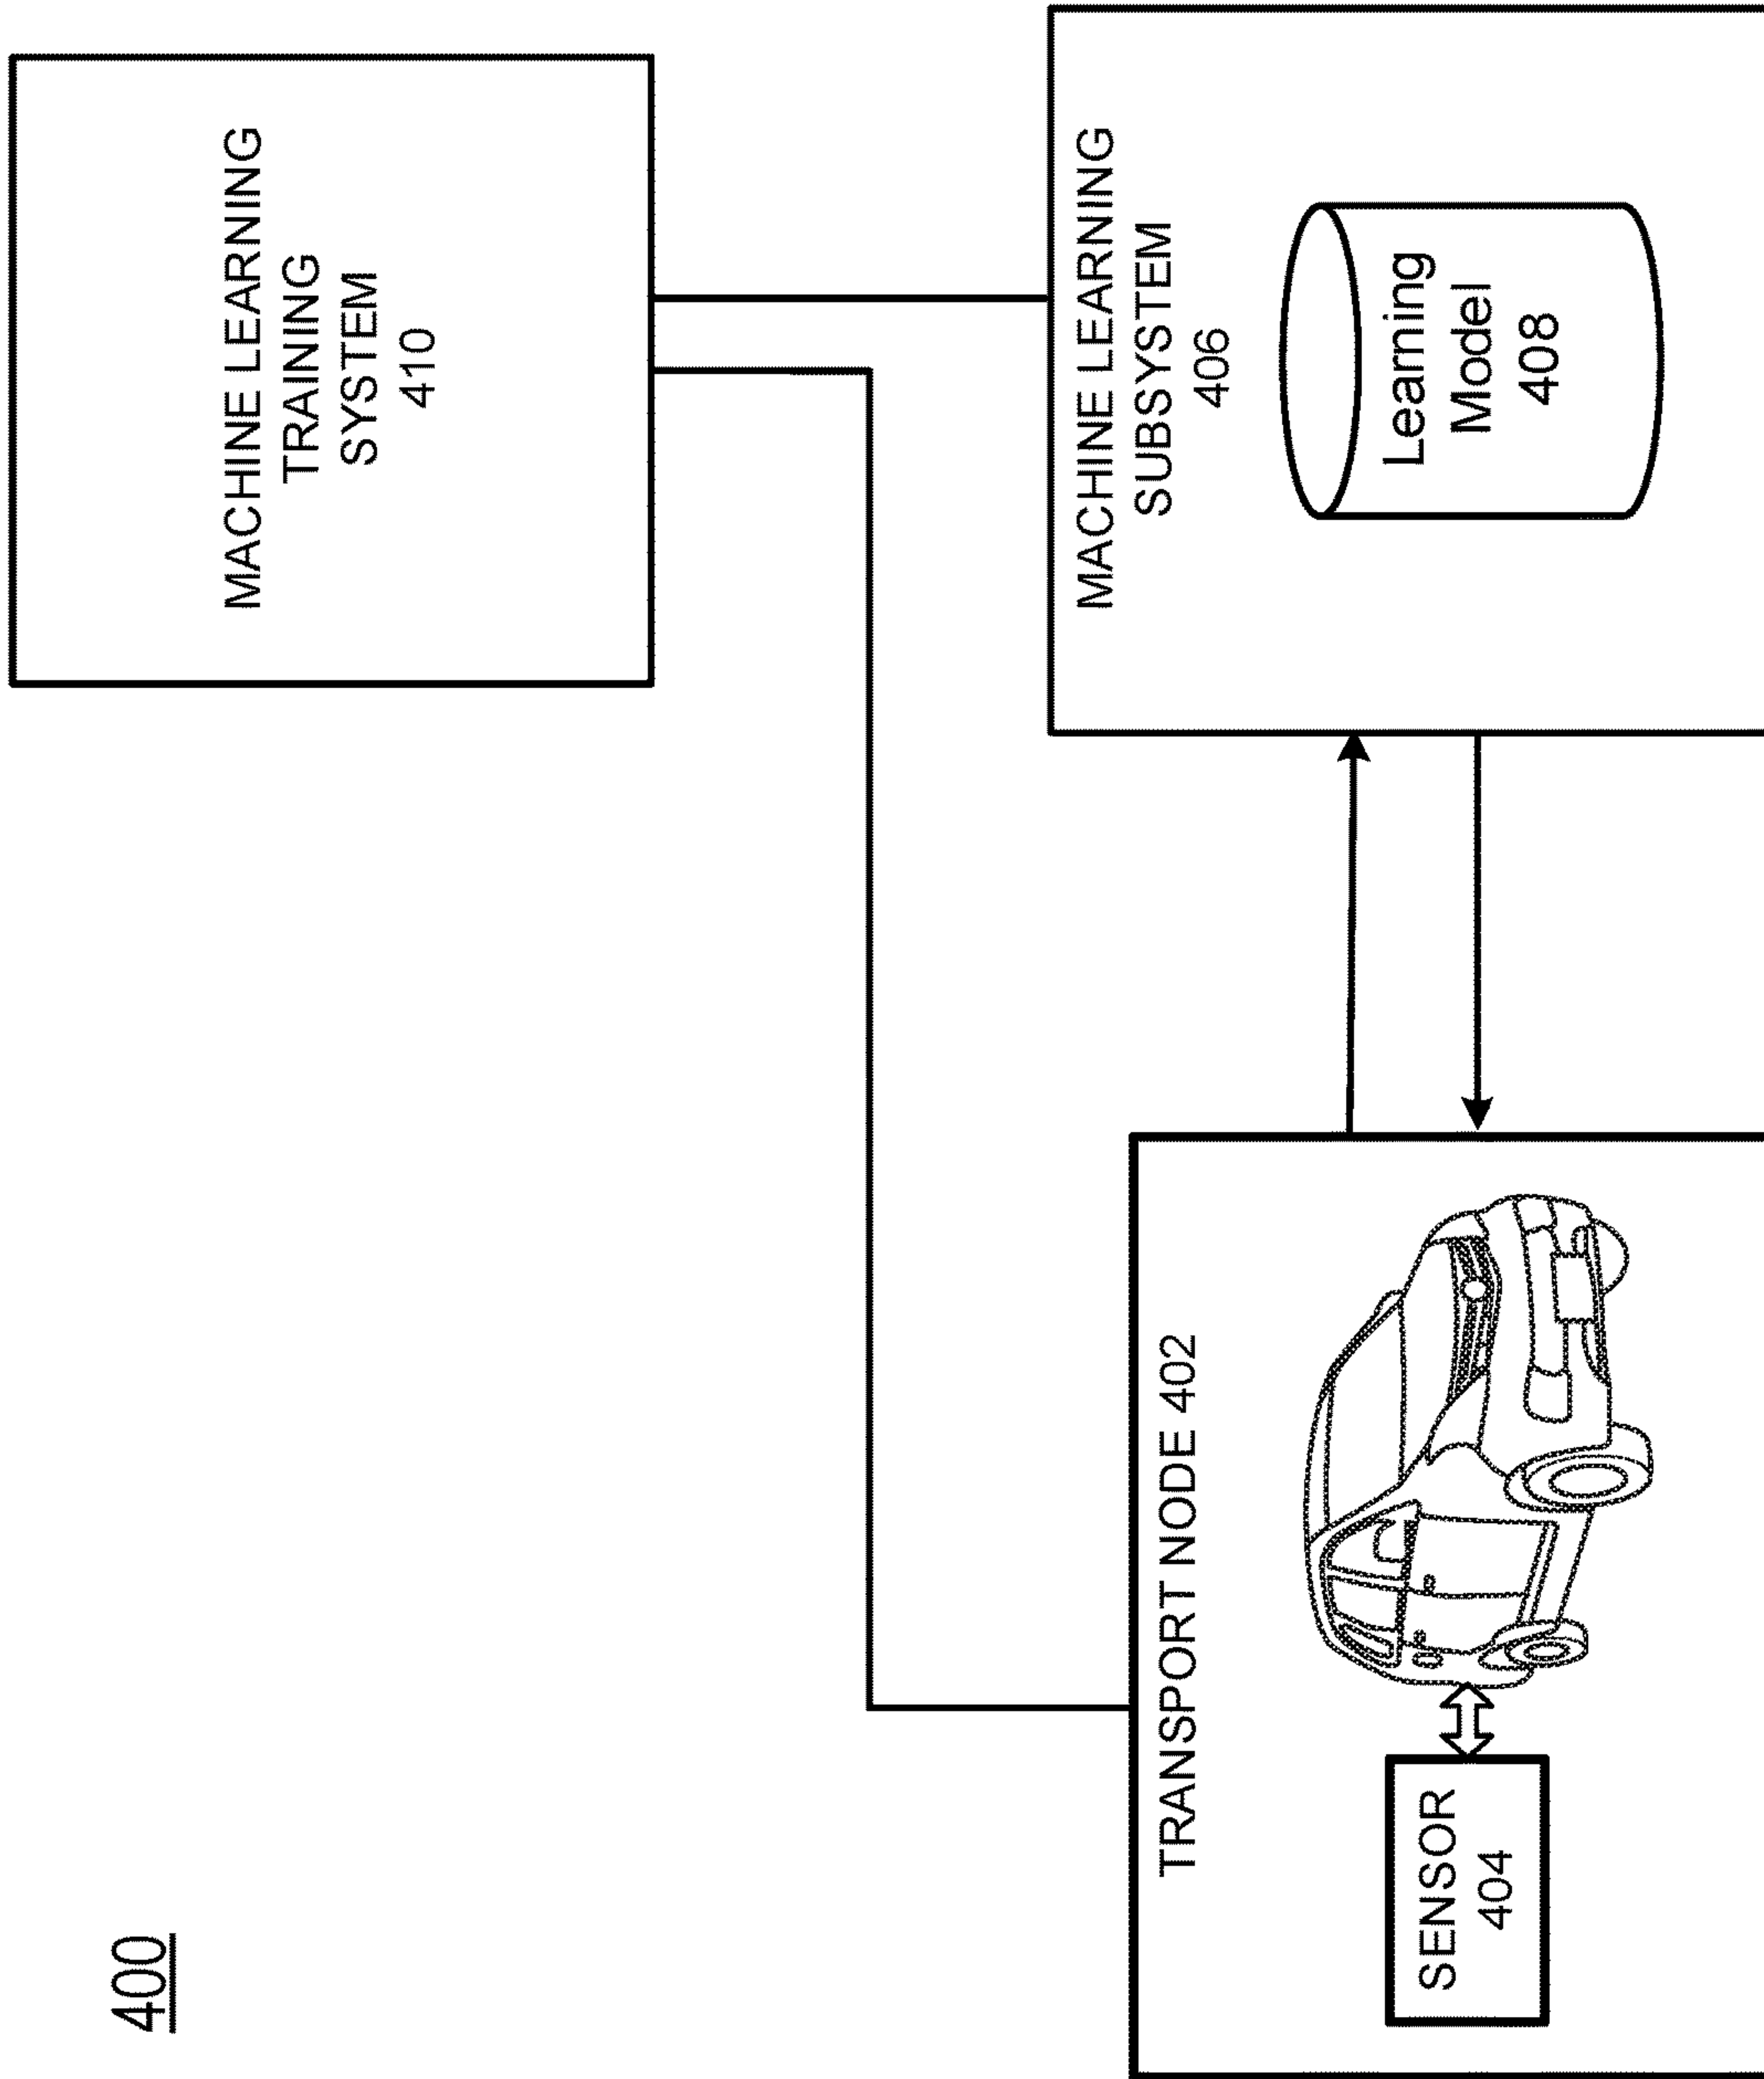 400
MACHINE LEARNING
TRAINING
SYSTEM
410
TRANSPORT NODE 402
SENSOR
404
MACHINE LEARNING
SUBSYSTEM
406
Learning
Model
408